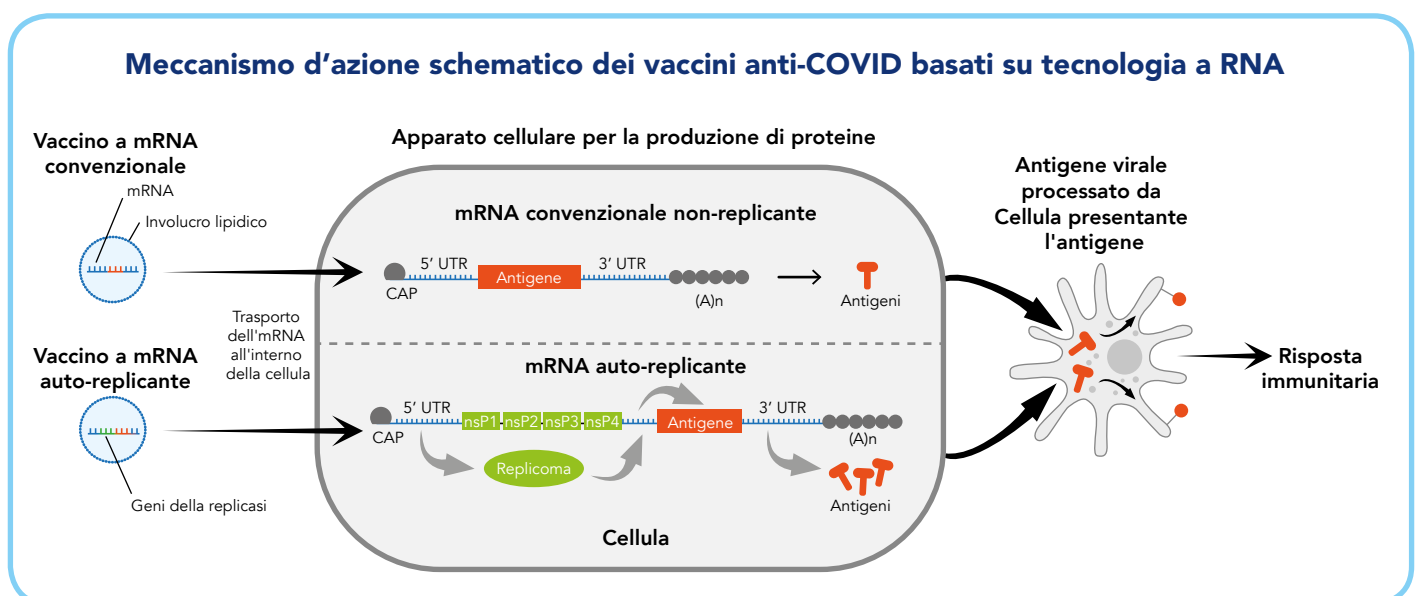 Meccanismo d’azione schematico dei vaccini anti-COVID basati su tecnologia a RNA
Vaccino a mRNA
convenzionale
mRNA
Involucro lipidico
Trasporto
dell'mRNA
all'interno
della cellula
Vaccino a mRNA
auto-replicante
Geni della replicasi
Apparato cellulare per la produzione di proteine
mRNA convenzionale non-replicante
5’ UTR
Antigene
3’ UTR
CAP
(A)n
Antigeni
mRNA auto-replicante
5’ UTR
nsP1 nsP2 nsP3 nsP4
Antigene
3’ UTR
CAP
(A)n
Replicoma
Antigeni
Cellula
Antigene virale
processato da
Cellula presentante
l'antigene
Risposta
immunitaria